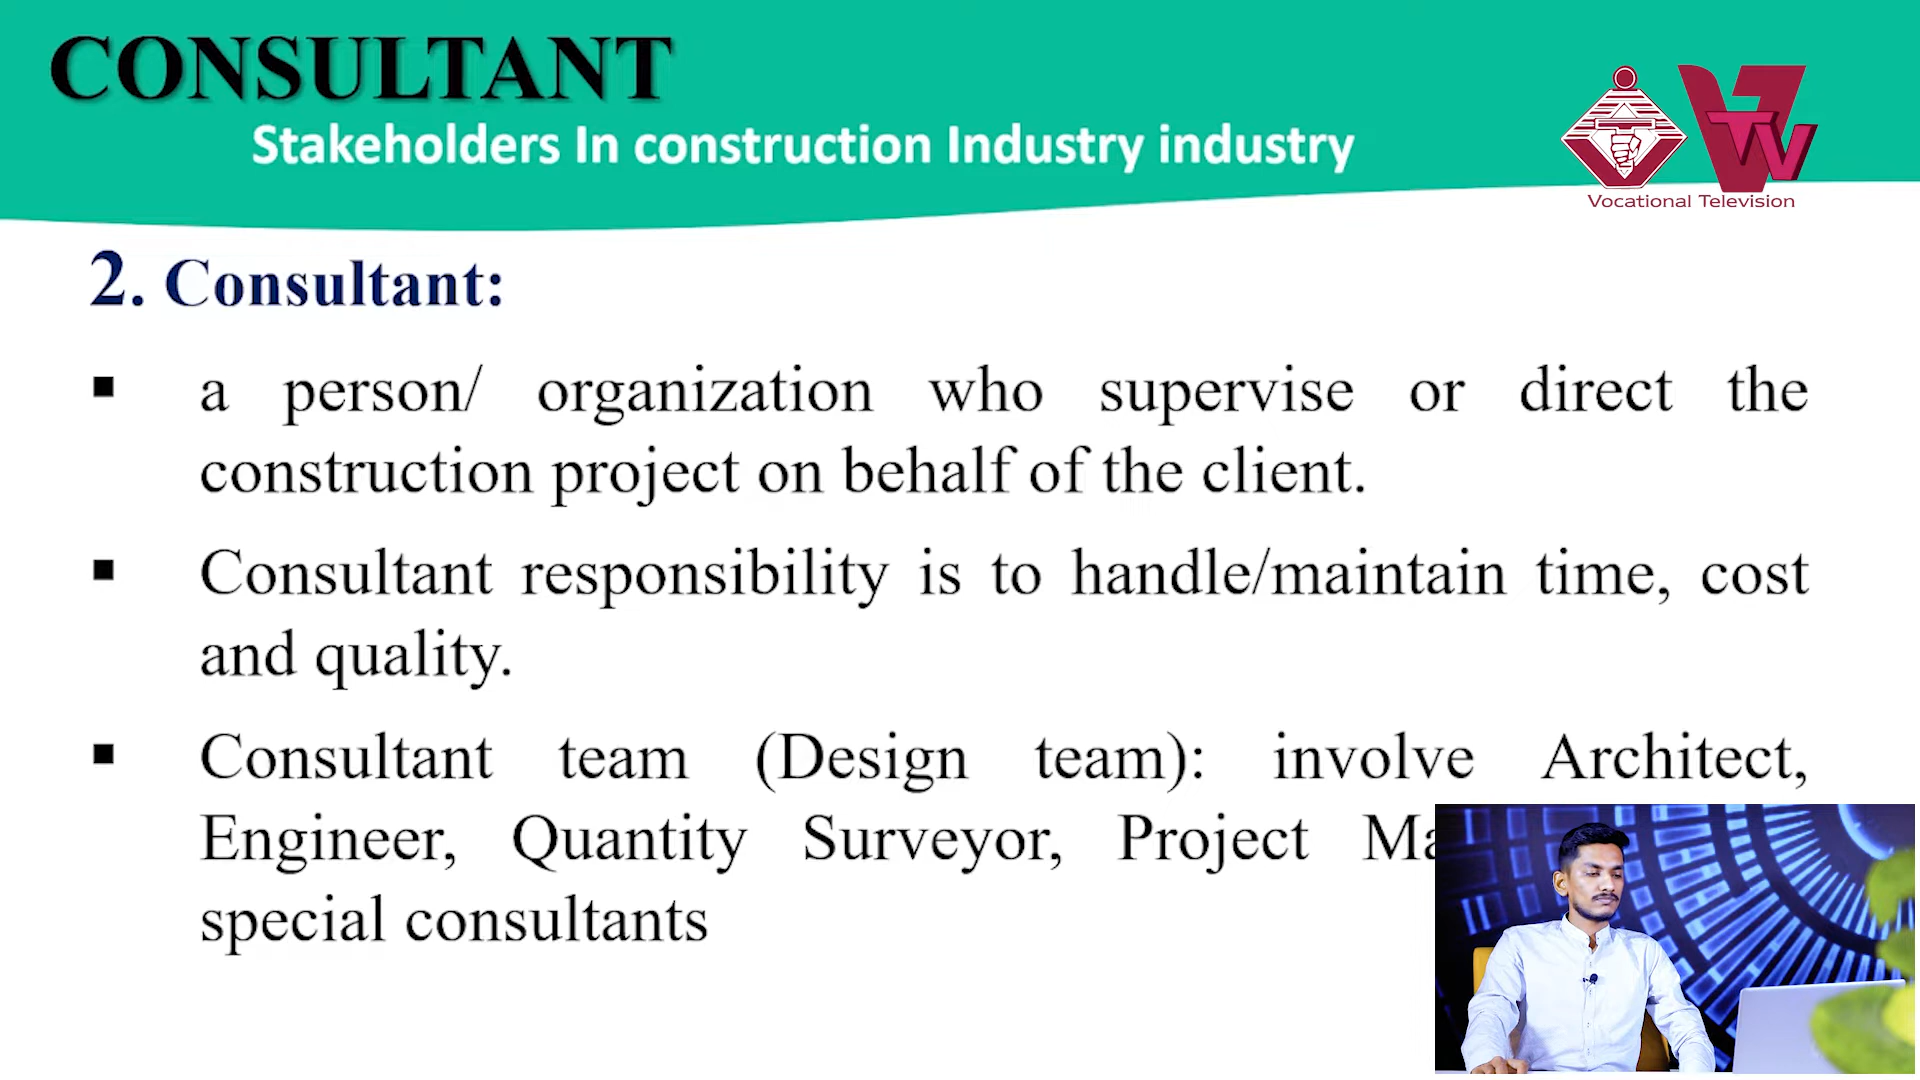 CONSULTANT
Stakeholders In construction Industry industry
VTTV
Vocational Television
2. Consultant:
a person/ organization who supervise or direct the
construction project on behalf of the client.
Consultant responsibility is to handle/maintain time, cost
and quality.
Consultant team (Design team): involve Architect,
Engineer, Quantity Surveyor, Project
special consultants